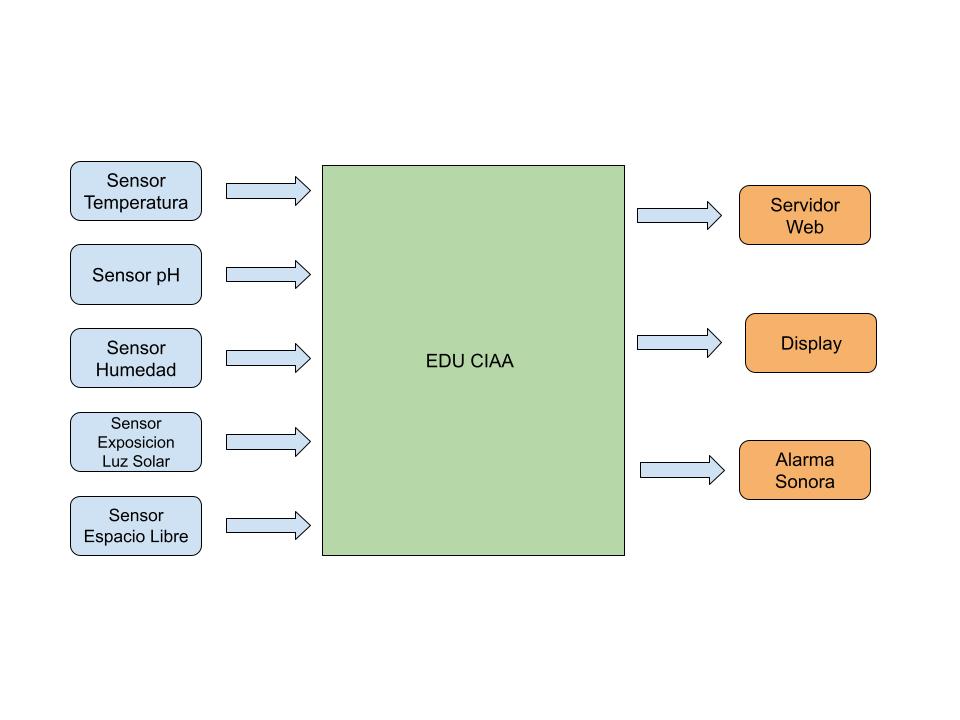 Sensor
Temperatura
Sensor pH
Sensor
Humedad
Sensor
Exposicion
Luz Solar
Sensor
Espacio Libre
EDU CIAA
Servidor
Web
Display
Alarma
Sonora